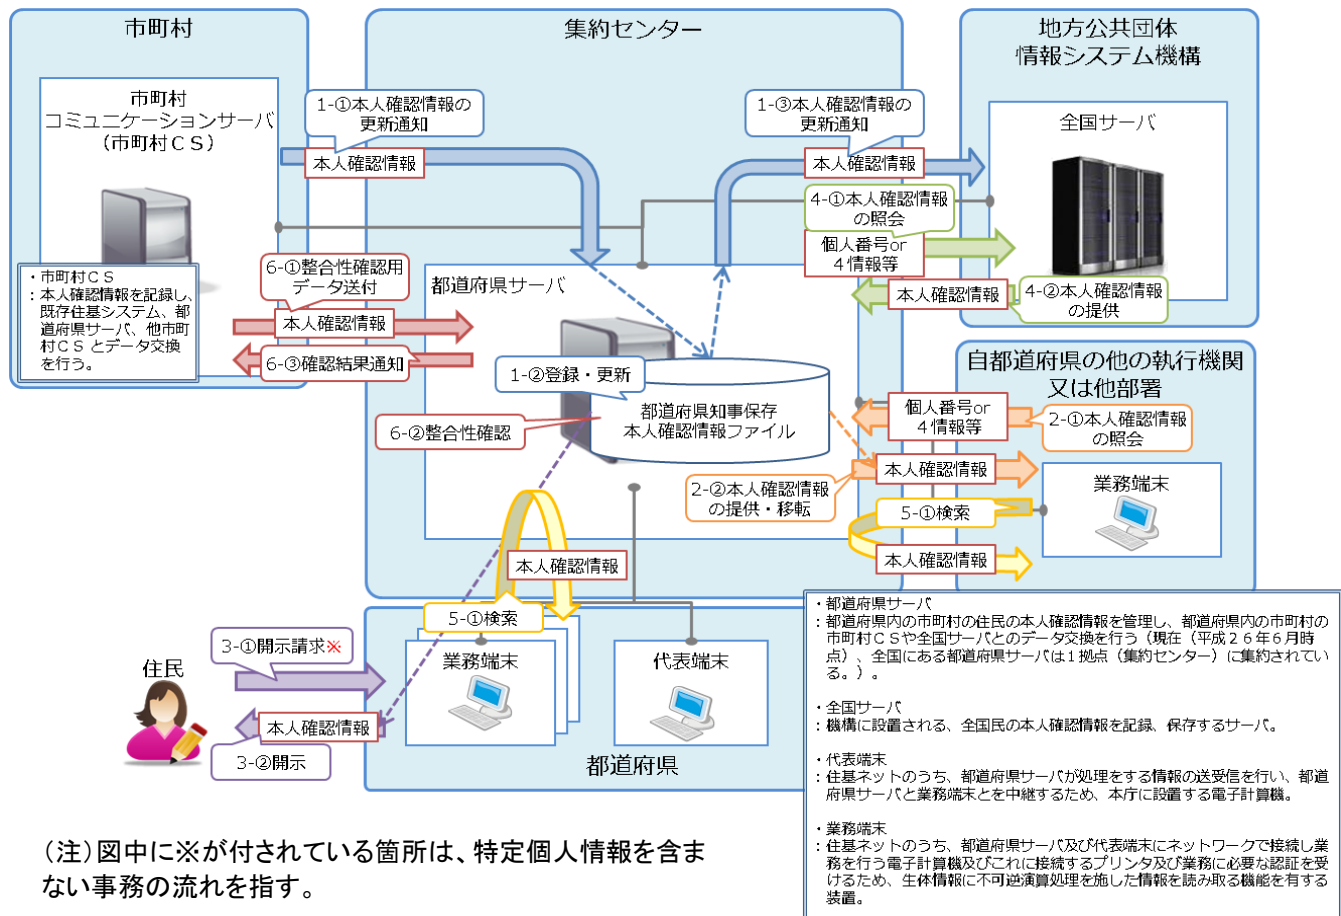 市町村
集約センター
地方公共団体
情報システム機構
市町村
コミュニケーションサーバ
（市町村ＣＳ）
1-①本人確認情報の
更新通知
本人確認情報
1-③本人確認情報の
更新通知
本人確認情報
全国サーバ
4-①本人確認情報
の照会
個人番号or
４情報等
本人確認情報
4-②本人確認情報
の提供
・市町村ＣＳ
：本人確認情報を記録し、
既存住基システム、都
道府県サーバ、他市町
村ＣＳ とデータ交換
を行う。
6-①整合性確認用
データ送付
本人確認情報
6-③確認結果通知
都道府県サーバ
1-②登録・更新
都道府県知事保存
本人確認情報ファイル
6-②整合性確認
自都道府県の他の執行機関
又は他部署
個人番号or
４情報等
2-①本人確認情報
の照会
本人確認情報
2-②本人確認情報
の提供・移転
業務端末
5-①検索
本人確認情報
本人確認情報
5-①検索
3-①開示請求※
住民
本人確認情報
3-②開示
業務端末
代表端末
都道府県
・都道府県サーバ
：都道府県内の市町村の住民の本人確認情報を管理し、都道府県内の市町村の
市町村ＣＳや全国サーバとのデータ交換を行う（現在（平成２６年６月時
点）、全国にある都道府県サーバは１拠点（集約センター）に集約されてい
る。）。
・全国サーバ
：機構に設置される、全国民の本人確認情報を記録、保存するサーバ。
・代表端末
：住基ネットのうち、都道府県サーバが処理をする情報の送受信を行い、都道
府県サーバと業務端末とを中継するため、本庁に設置する電子計算機。
・業務端末
：住基ネットのうち、都道府県サーバ及び代表端末にネットワークで接続し業
務を行う電子計算機及びこれに接続するプリンタ及び業務に必要な認証を受
けるため、生体情報に不可逆演算処理を施した情報を読み取る機能を有する
装置。
（注）図中に※が付されている箇所は、特定個人情報を含ま
ない事務の流れを指す。